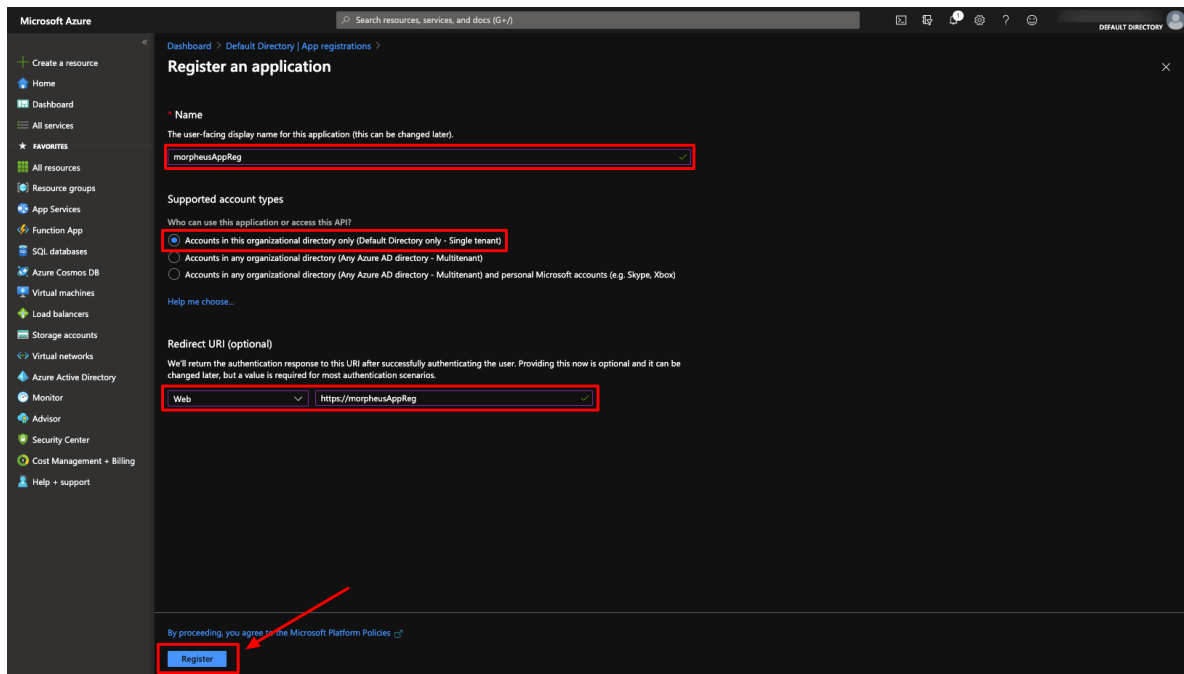 Microsoft Azure
Search resources, services, and docs (G+/)
1
?
DEFAULT DIRECTORY
«
Create a resource
Home
Dashboard
All services
FAVORITES
All resources
Resource groups
App Services
Function App
SQL databases
Azure Cosmos DB
Virtual machines
Load balancers
Storage accounts
Virtual networks
Azure Active Directory
Monitor
Advisor
Security Center
Cost Management + Billing
Help + support
Dashboard > Default Directory | App registrations >
Register an application
* Name
The user-facing display name for this application (this can be changed later).
morpheusAppReg
Supported account types
Who can use this application or access this API?
Accounts in this organizational directory only (Default Directory only - Single tenant)
Accounts in any organizational directory (Any Azure AD directory - Multitenant)
Accounts in any organizational directory (Any Azure AD directory - Multitenant) and personal Microsoft accounts (e.g. Skype, Xbox)
Help me choose...
Redirect URI (optional)
We'll return the authentication response to this URI after successfully authenticating the user. Providing this now is optional and it can be
changed later, but a value is required for most authentication scenarios.
Web
https://morpheusAppReg
By proceeding, you agree to the Microsoft Platform Policies
Register